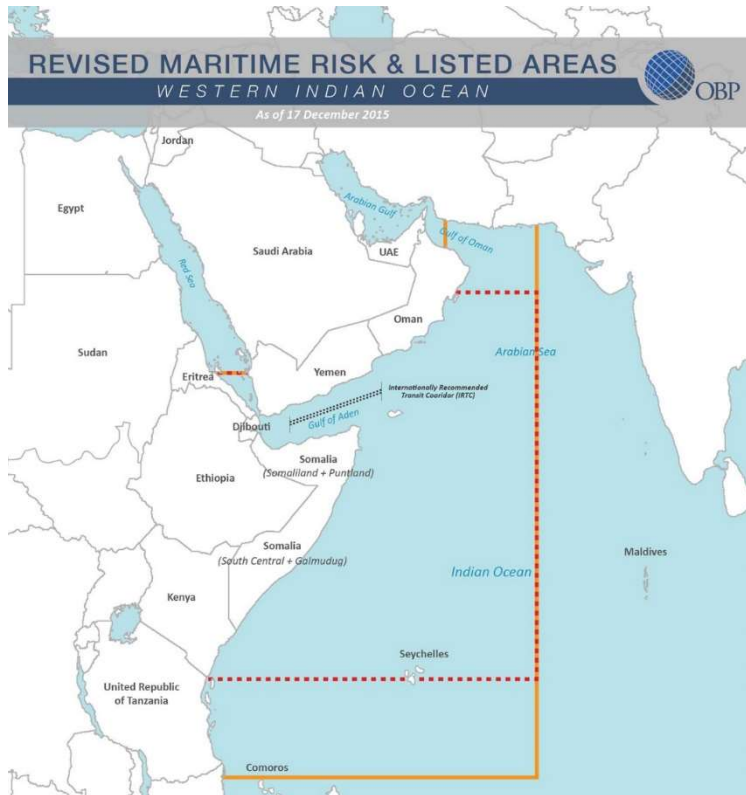 REVISED MARITIME RISK & LISTED AREAS
WESTERN INDIAN OCEAN
OBP
As of 17 December 2015
Jordan
Egypt
Arabian Gulf
Gulf of Oman
Saudi Arabia
UAE
Red Sea
Oman
Sudan
Arabian Sea
Eritrea
Yemen
Internationally Recommended
Transit Cooridar (IRTC)
Gulf of Aden
Djibouti
Somalia
(Somaliland + Puntland)
Ethiopia
Somalia
(South Central + Galmudug)
Maldives
Indian Ocean
Kenya
Seychelles
United Republic
of Tanzania
Comoros